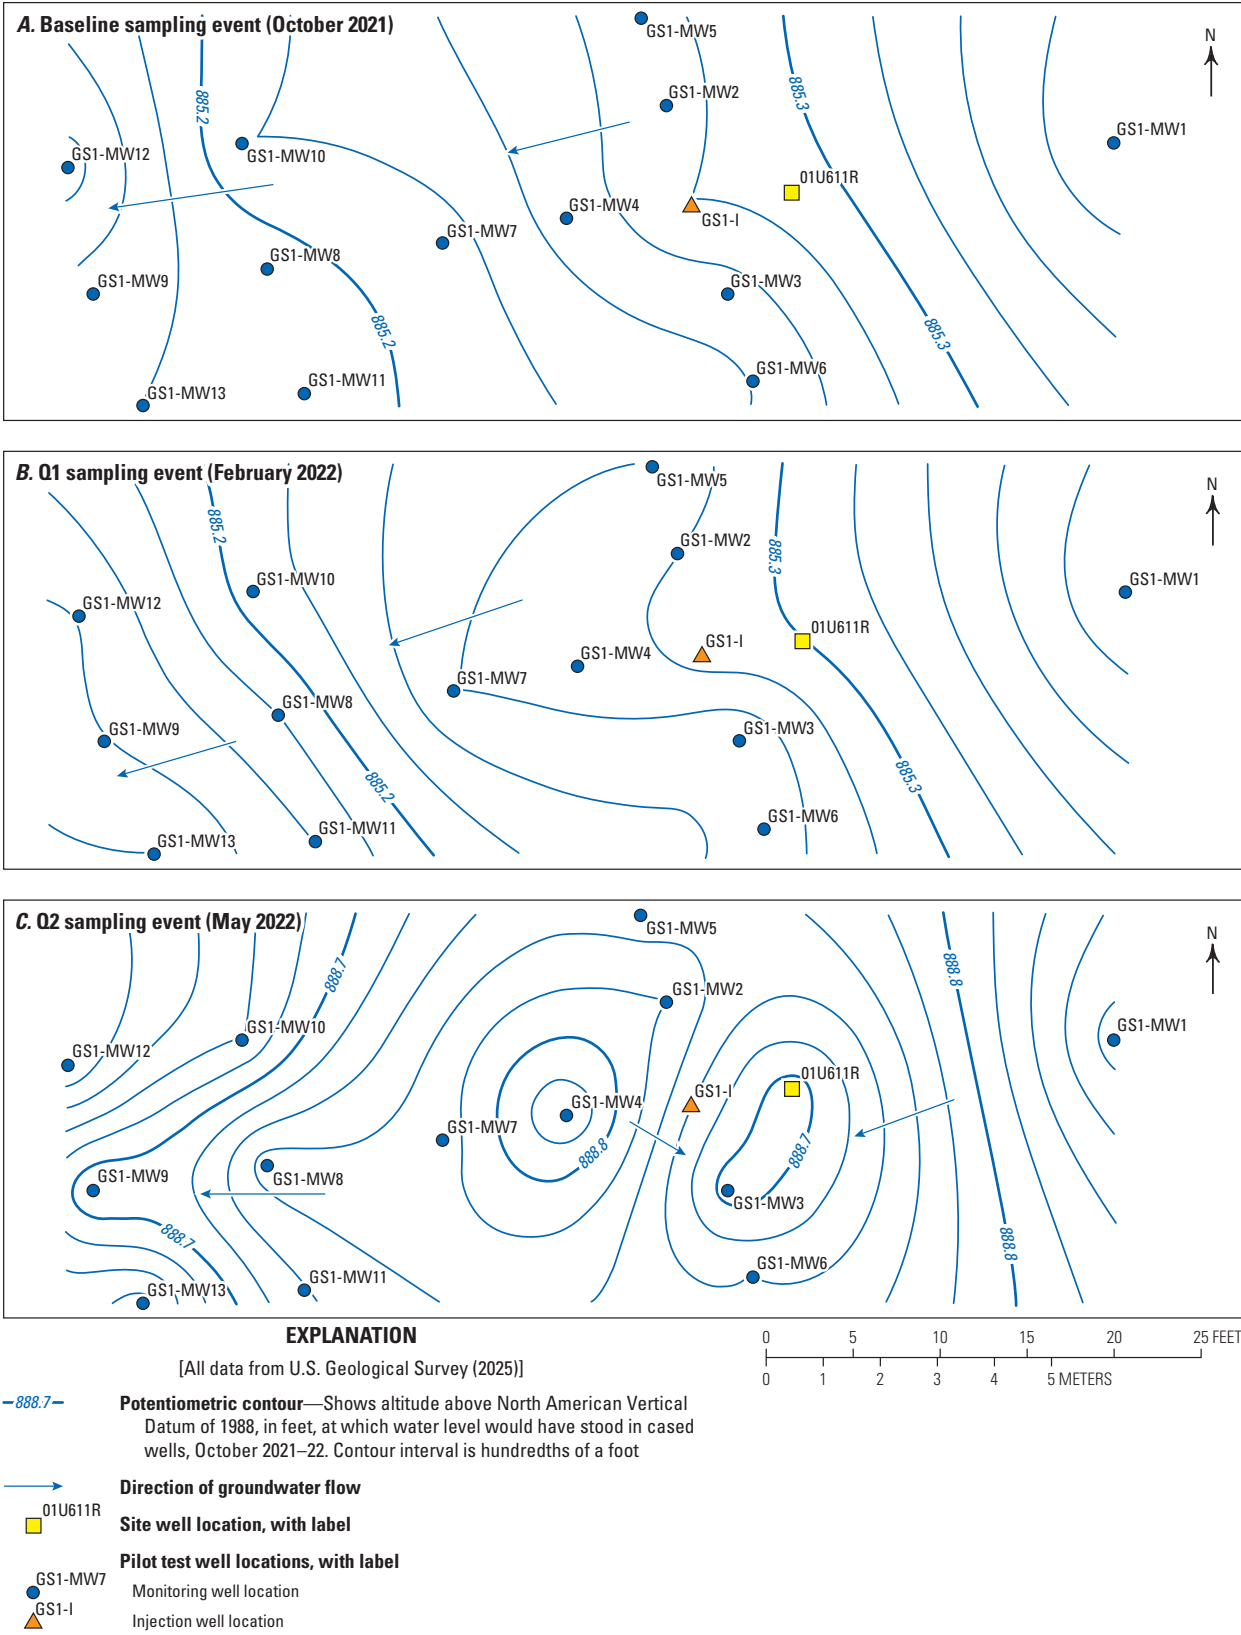 A. Baseline sampling event (October 2021)
GS1-MW5
N
885.2
885.3
GS1-MW2
GS1-MW1
GS1-MW12
GS1-MW10
01U611R
GS1-MW4
GS1-I
GS1-MW7
GS1-MW8
GS1-MW9
GS1-MW3
885.2
885.3
GS1-MW6
GS1-MW11
GS1-MW13
B. Q1 sampling event (February 2022)
GS1-MW5
N
885.2
GS1-MW2
885.3
GS1-MW10
GS1-MW1
GS1-MW12
01U611R
GS1-I
GS1-MW4
GS1-MW7
GS1-MW8
GS1-MW9
GS1-MW3
885.2
885.3
GS1-MW6
GS1-MW11
GS1-MW13
C. Q2 sampling event (May 2022)
GS1-MW5
N
888.7
888.8
GS1-MW2
GS1-MW10
GS1-MW1
GS1-MW12
01U611R
GS1-I
GS1-MW4
GS1-MW7
888.8
888.7
GS1-MW9
GS1-MW8
GS1-MW3
888.7
888.8
GS1-MW6
GS1-MW11
GS1-MW13
EXPLANATION
[All data from U.S. Geological Survey (2025)]
0 5 10 15 20 25 FEET
0 1 2 3 4 5 METERS
888.7
Potentiometric contour—Shows altitude above North American Vertical
Datum of 1988, in feet, at which water level would have stood in cased
wells, October 2021–22. Contour interval is hundredths of a foot
Direction of groundwater flow
01U611R
Site well location, with label
Pilot test well locations, with label
GS1-MW7
Monitoring well location
GS1-I
Injection well location